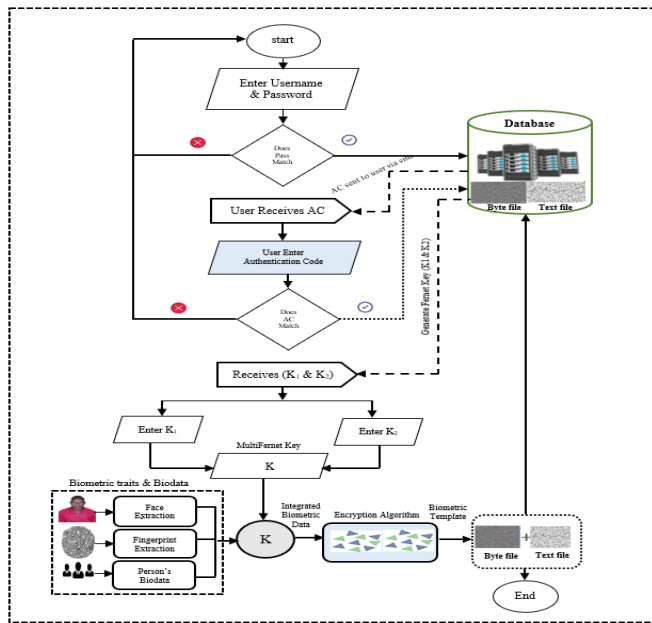 start
Enter Username
& Password
Does
Pass
Match
Database
Byte file
Text file
AC sent to user via sms
User Receives AC
User Enter
Authentication Code
Does
AC
Match
Generate Fernet Key (K1 & K2)
Receives (K₁ & K₂)
Enter K₁
Enter K₂
MultiFernet Key
K
Biometric traits & Biodata
Face
Extraction
Fingerprint
Extraction
Person's
Biodata
K
Integrated
Biometric
Data
Encryption Algorithm
Biometric
Template
+
Byte file
Text file
End